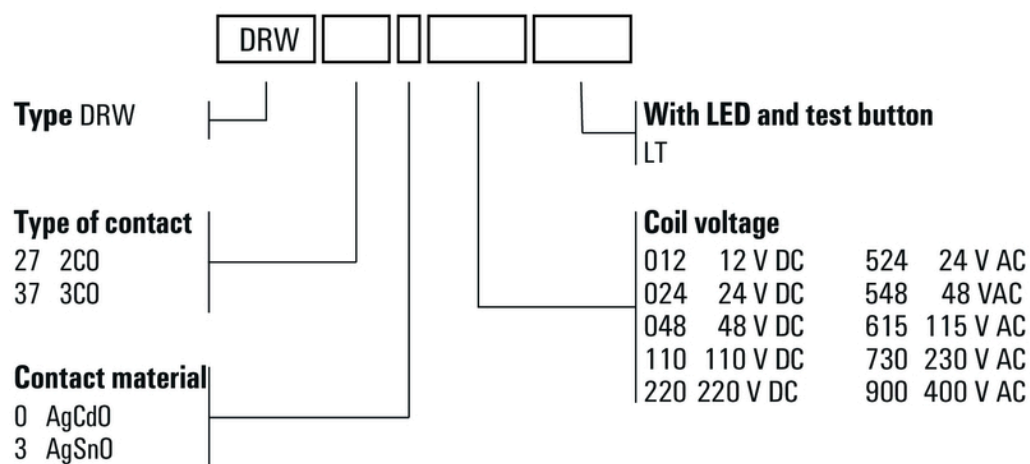 DRW
Type DRW
With LED and test button
LT
Type of contact
27 2CO
37 3CO
Coil voltage
012 12 V DC 524 24 V AC
024 24 V DC 548 48 VAC
048 48 V DC 615 115 V AC
110 110 V DC 730 230 V AC
220 220 V DC 900 400 V AC
Contact material
0 AgCdO
3 AgSnO